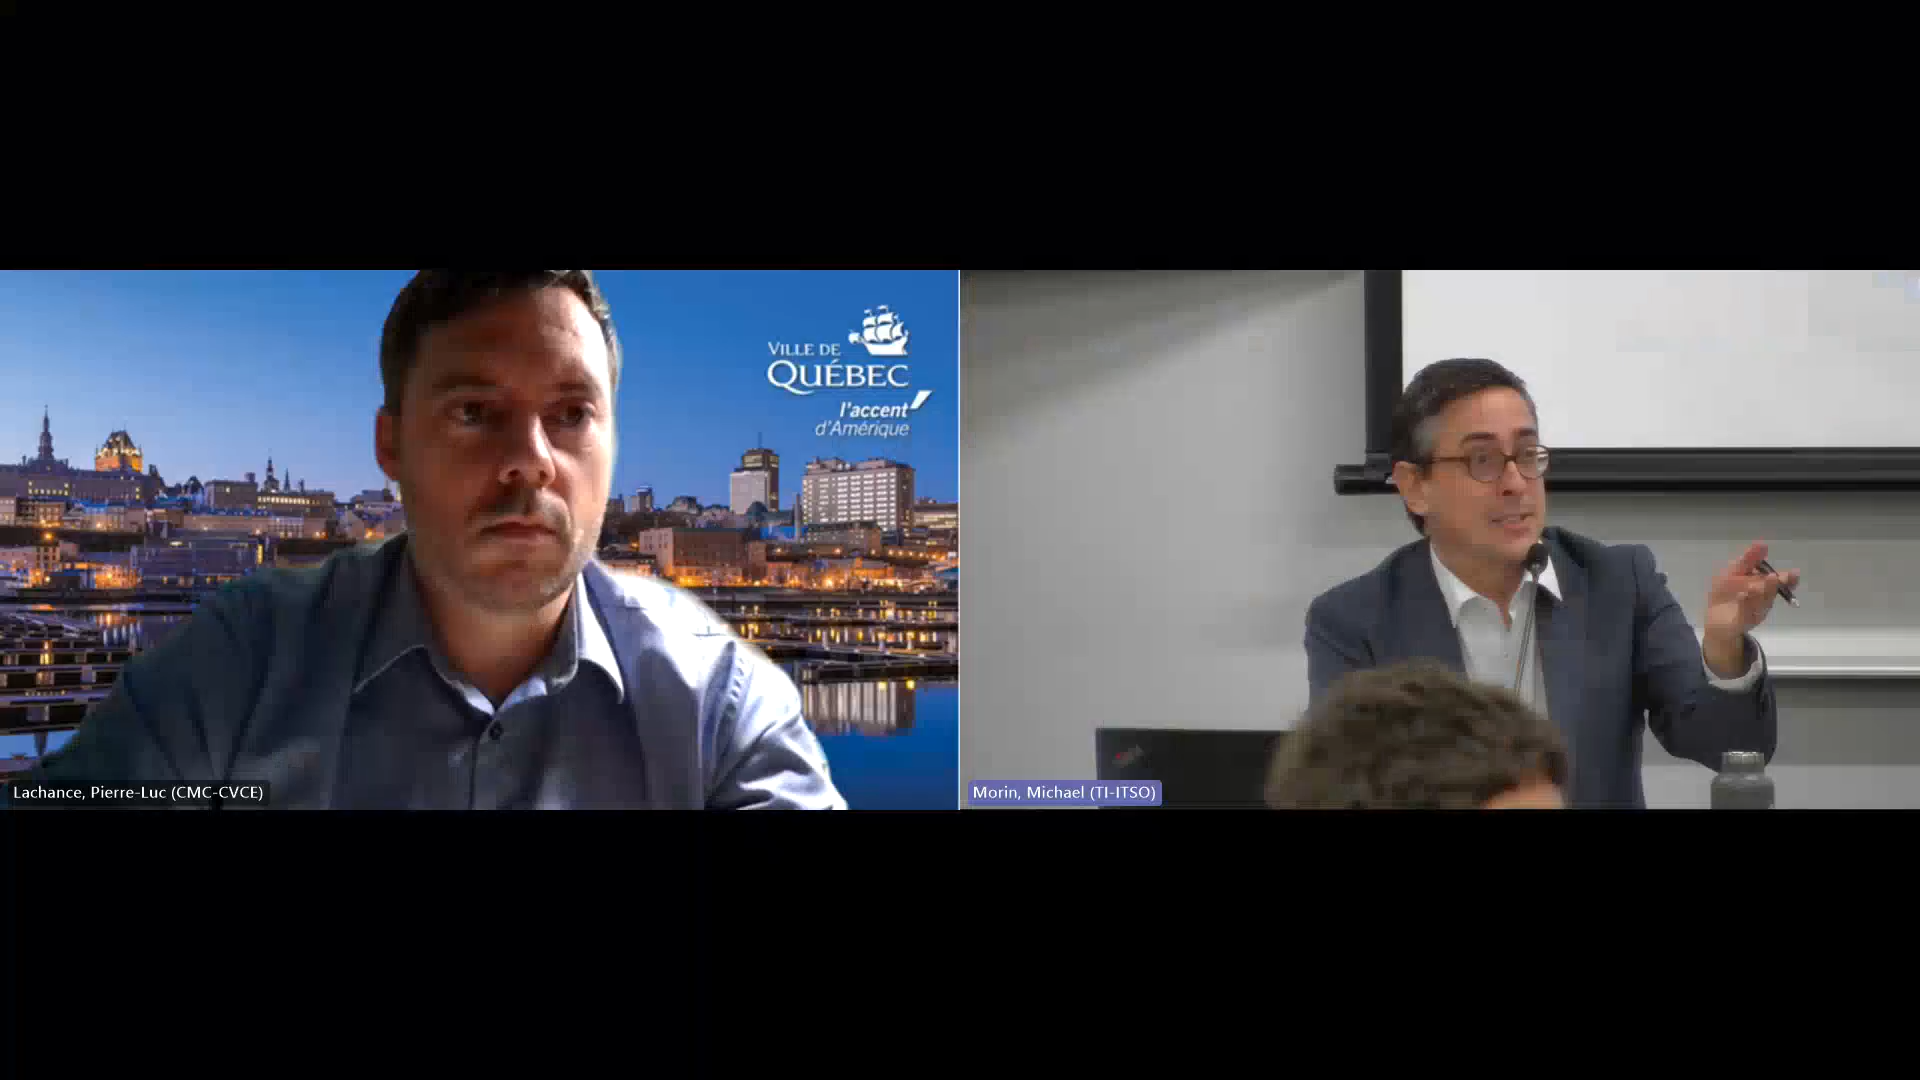 VILLE DE
QUÉBEC
l'accent
d'Amérique
Lachance, Pierre-Luc (CMC-CVCE)
Morin, Michael (TI-ITSO)